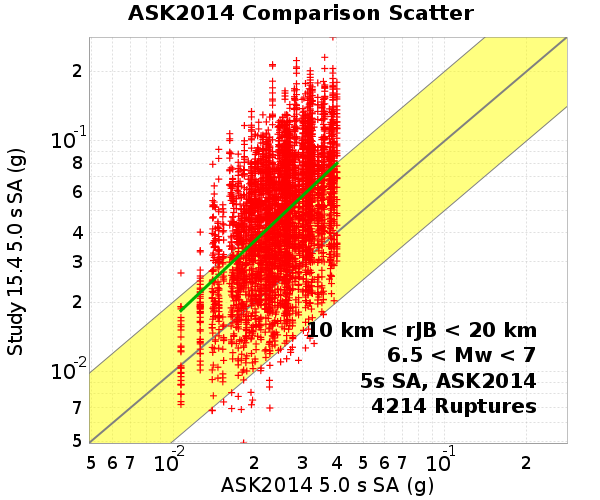 ASK2014 Comparison Scatter
Study 15.4 5.0 s SA (g)
2
10-1
8
6
4
3
2
10-2
7
5
10 km < rJB < 20 km
6.5 < Mw < 7
5s SA, ASK2014
4214 Ruptures
5 6 7 10-2 2 3 4 5 6 7 10-1 2
ASK2014 5.0 s SA (g)